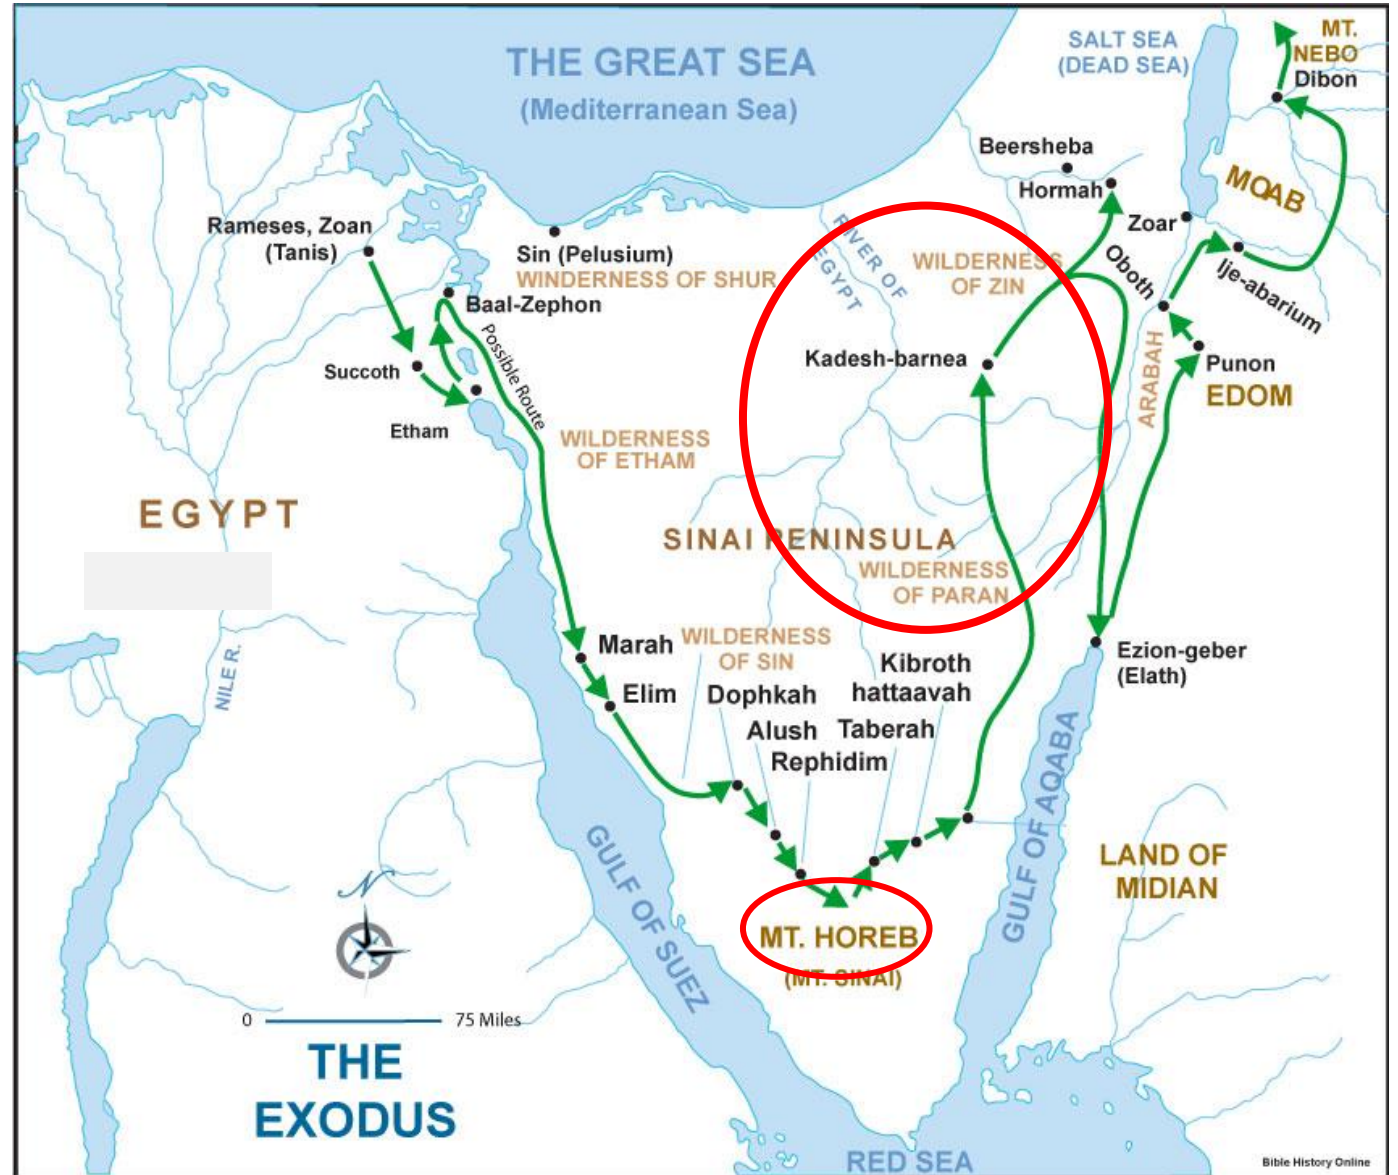 THE GREAT SEA
(Mediterranean Sea)
SALT SEA
(DEAD SEA)
MT.
NEBO
Dibon
Beersheba
Hormah
MOAB
Zoar
Rameses, Zoan
(Tanis)
Sin (Pelusium)
WINDERNESS OF SHUR
RIVER OF
EGYPT
WILDERNESS
OF ZIN
Oboth
Ije-abarium
Baal-Zephon
Possible Route
Succoth
Kadesh-barnea
ARABAH
Punon
EDOM
Etham
WILDERNESS
OF ETHAM
EGYPT
SINAI PENINSULA
WILDERNESS
OF PARAN
NILE R.
Marah
WILDERNESS
OF SIN
Kibroth
hattaavah
Ezion-geber
(Elath)
Elim
Dophkah
Alush
Taberah
Rephidim
GULF OF SUEZ
GULF OF AQABA
LAND OF
MIDIAN
N
MT. HOREB
(MT. SINAI)
0 75 Miles
THE
EXODUS
RED SEA
Bible History Online